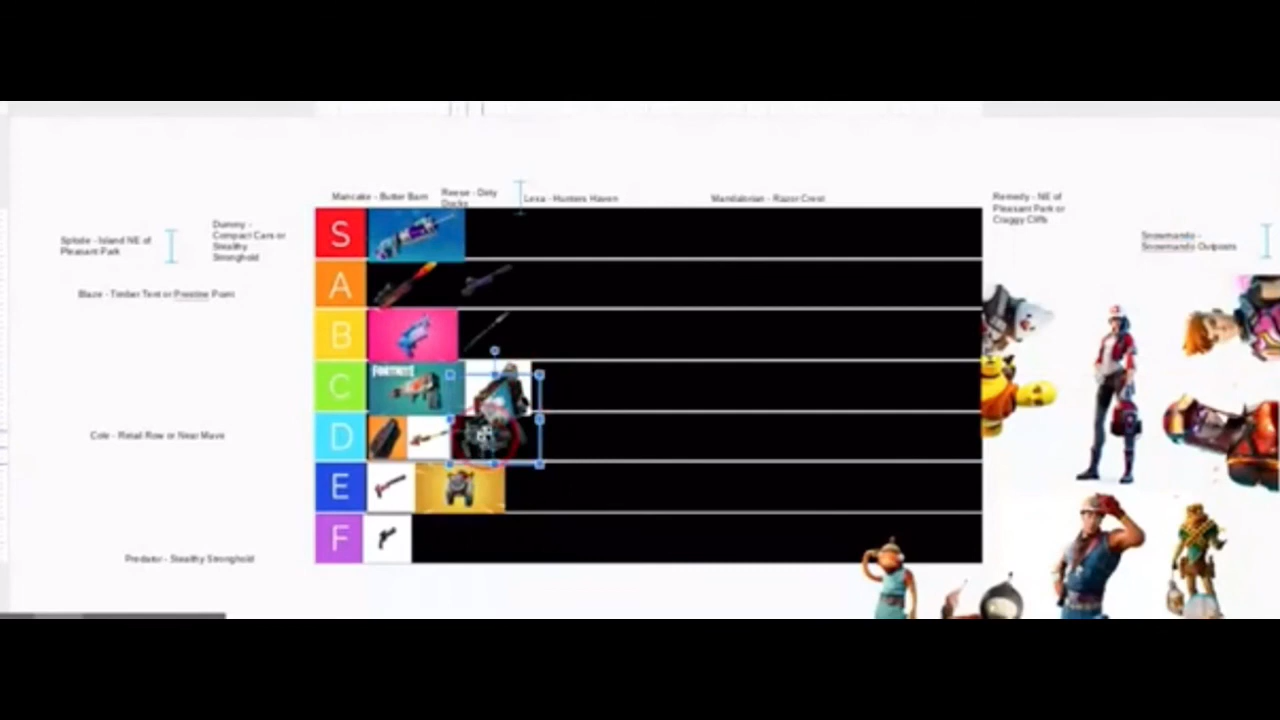 Mancake - Butter Barn
Reese - Dirty
Docks
Lexa - Hunters Haven
Mandalorian - Razor Crest
Remedy - NE of
Pleasant Park or
Craggy Cliffs
Splode - Island NE of
Pleasant Park
Dummy -
Compact Cars or
Stealthy
Stronghold
Snowmando -
Snowmando Outposts
Blaze - Timber Tent or Prestine Point
Cole - Retail Row or Near Mave
Predator - Stealthy Stronghold
S
A
B
C
FORTNITE
D
E
F